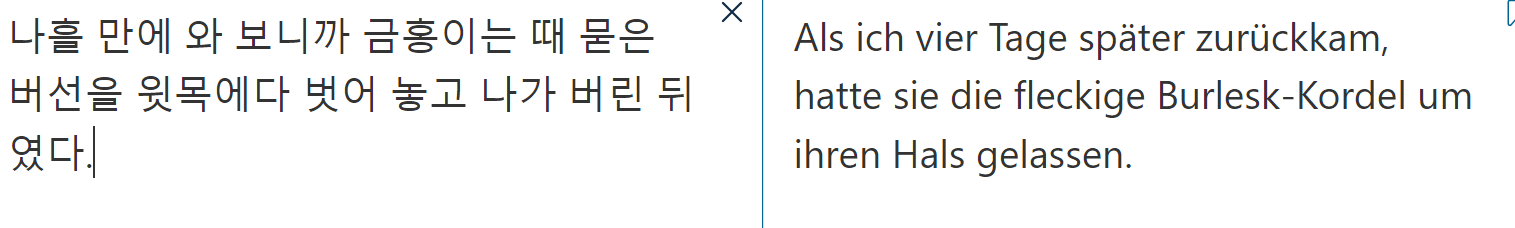 나흘 만에 와 보니까 금홍이는 때 묻은
버선을 윗목에다 벗어 놓고 나가 버린 뒤
였다.
Als ich vier Tage später zurückkam,
hatte sie die fleckige Burlesk-Kordel um
ihren Hals gelassen.